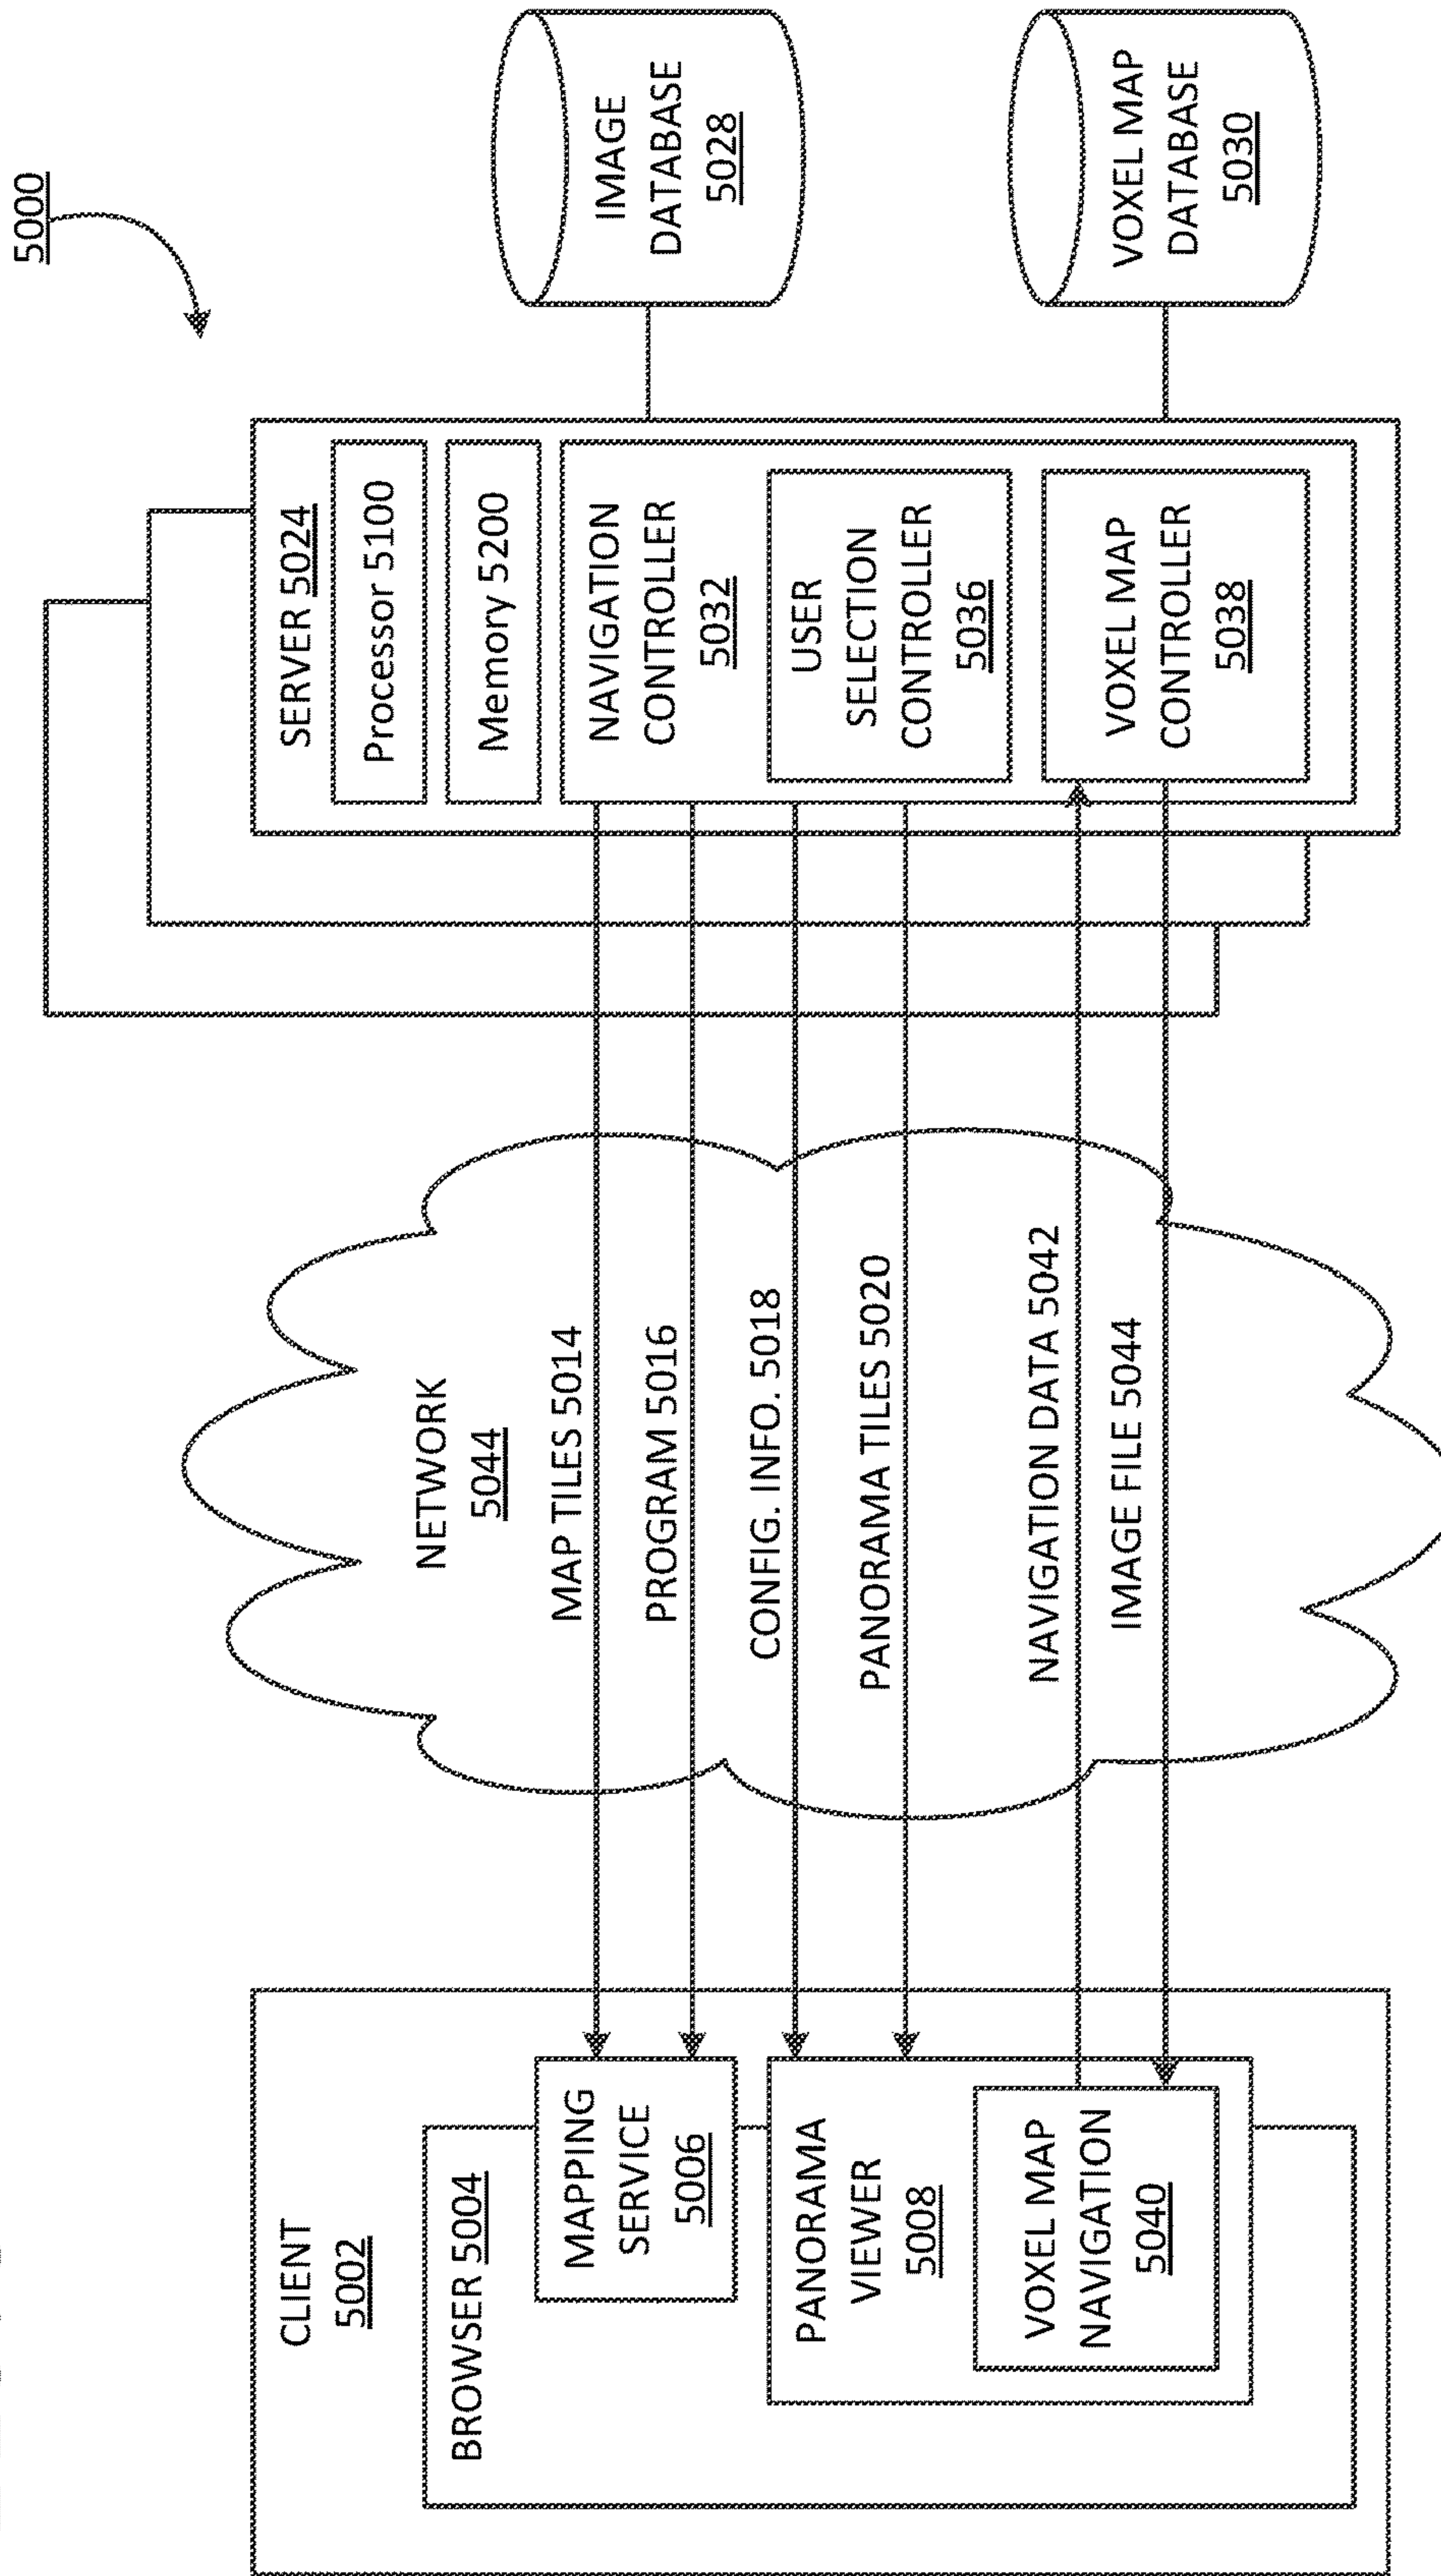 5000
CLIENT
5002
BROWSER 5004
MAPPING
SERVICE
5006
PANORAMA
VIEWER
5008
VOXEL MAP
NAVIGATION
5040
NETWORK
5044
MAP TILES 5014
PROGRAM 5016
CONFIG. INFO. 5018
PANORAMA TILES 5020
NAVIGATION DATA 5042
IMAGE FILE 5044
SERVER 5024
Processor 5100
Memory 5200
NAVIGATION
CONTROLLER
5032
USER
SELECTION
CONTROLLER
5036
VOXEL MAP
CONTROLLER
5038
IMAGE
DATABASE
5028
VOXEL MAP
DATABASE
5030